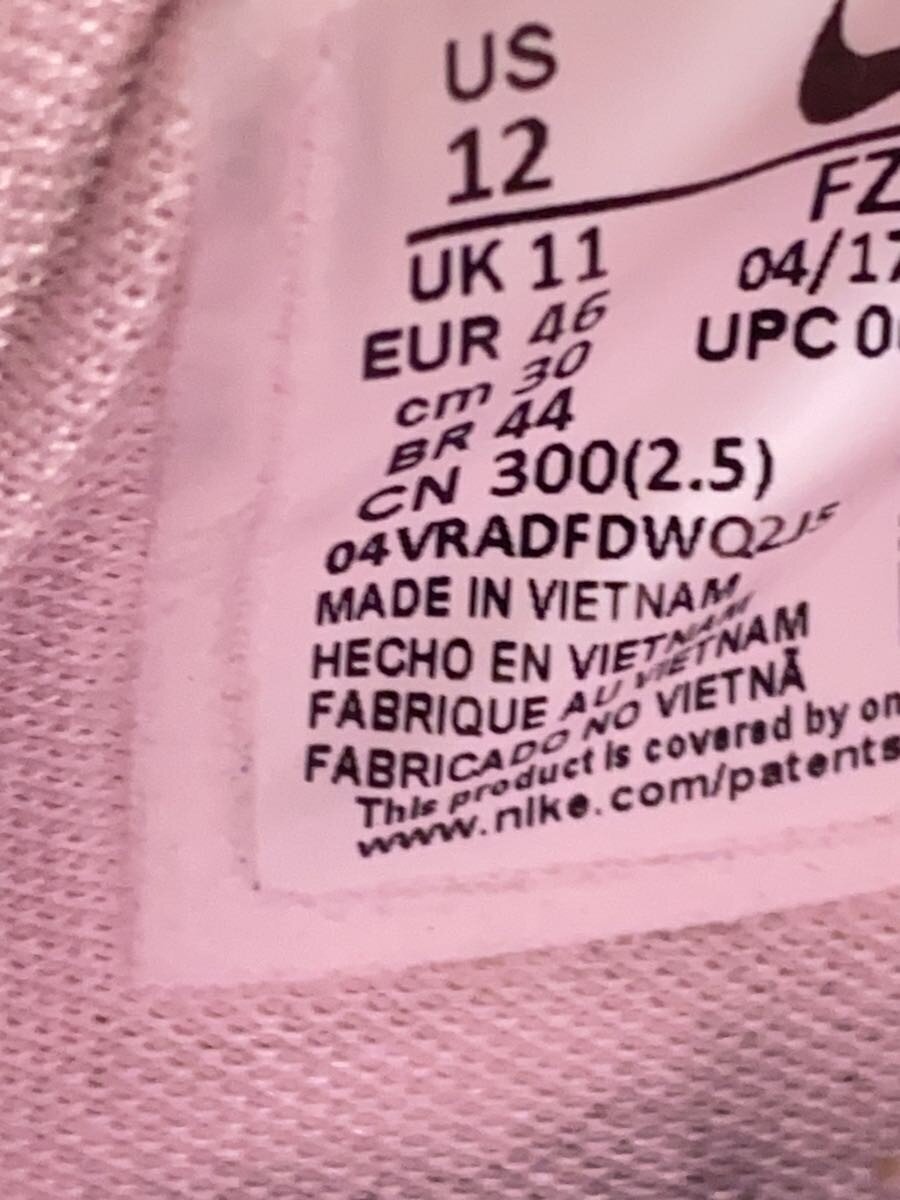 US
12
UK 11
EUR 46
cm 30
BR 44
CN 300(2.5)
04VRADFDWQ2J5
MADE IN VIETNAM
HECHO EN VIETNAM
FABRIQUE AU VIETNAM
FABRICADO NO VIETNÃ
This product is covered by
www.nike.com/patents
FZ
04/17
UPC 0